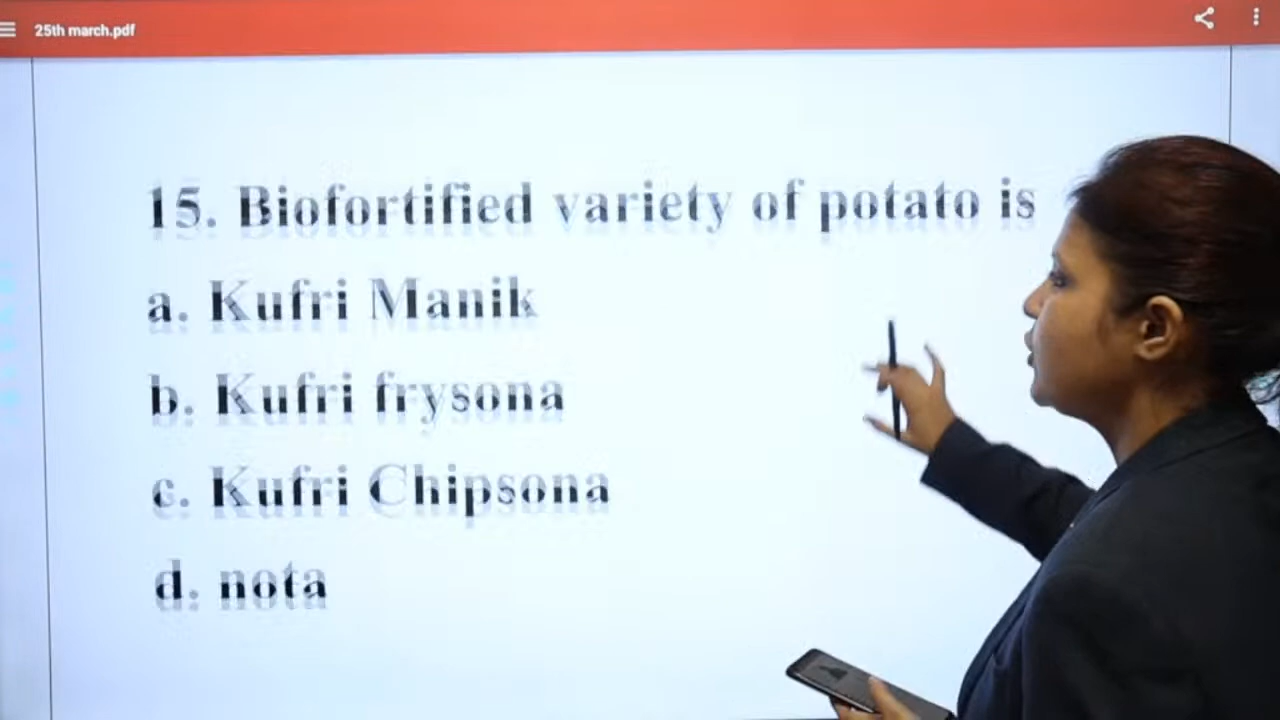 25th march.pdf
15. Biofortified variety of potato is
a. Kufri Manik
b. Kufri frysona
c. Kufri Chipsona
d. nota